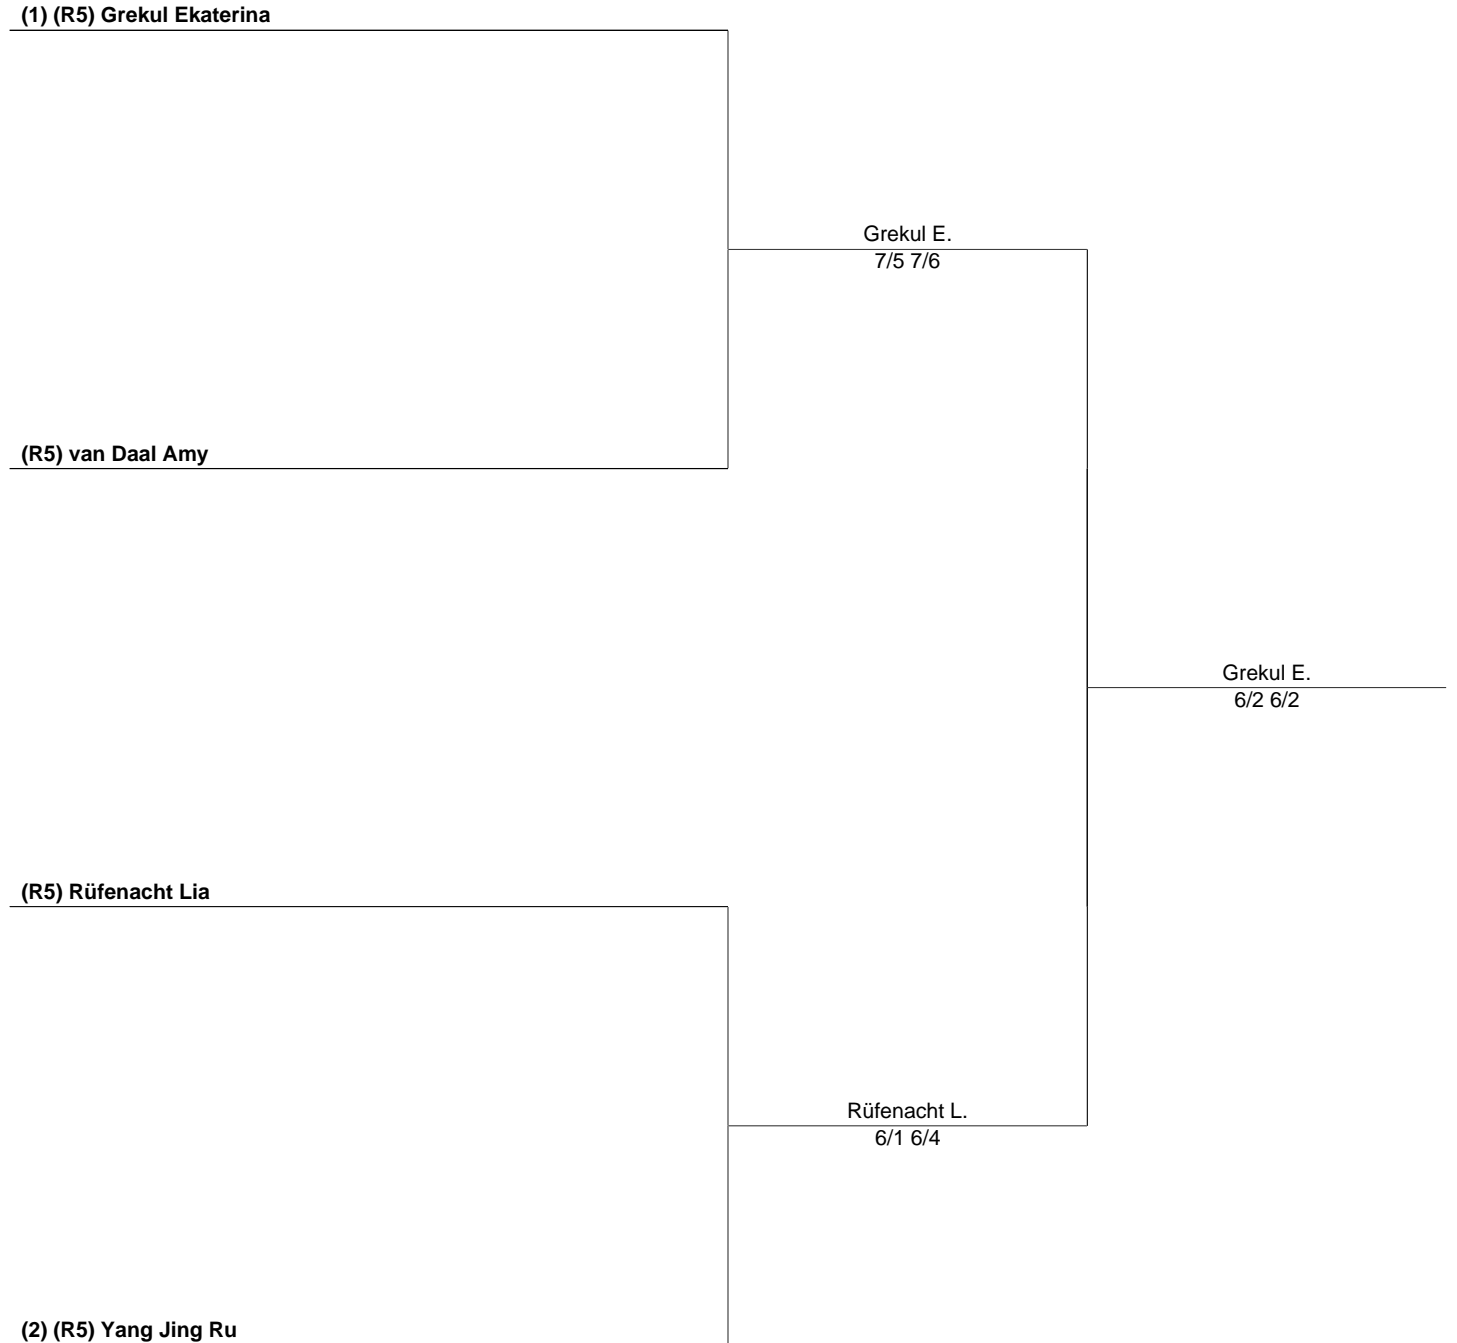 (1) (R5) Grekul Ekaterina
Grekul E.
7/5 7/6
(R5) van Daal Amy
Grekul E.
6/2 6/2
(R5) Rüfenacht Lia
Rüfenacht L.
6/1 6/4
(2) (R5) Yang Jing Ru